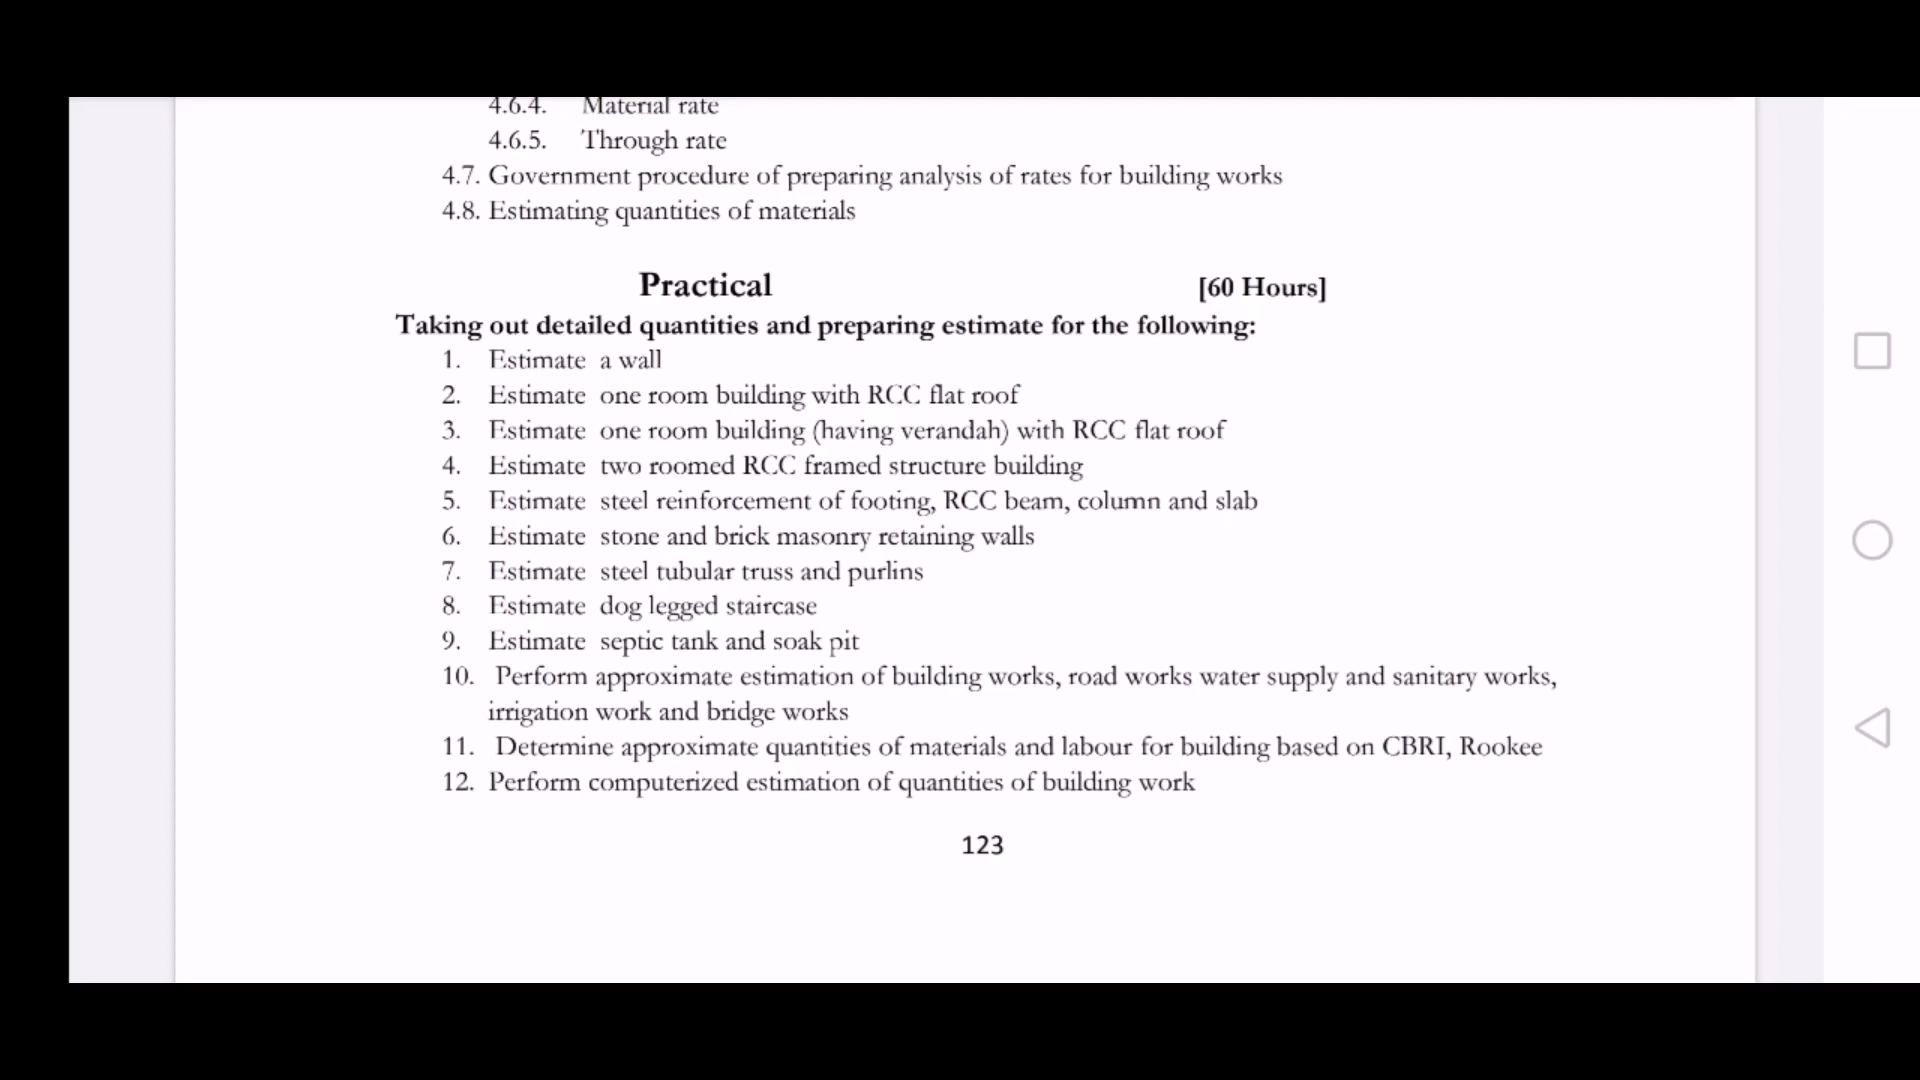 4.6.4. Material rate
4.6.5. Through rate
4.7. Government procedure of preparing analysis of rates for building works
4.8. Estimating quantities of materials
Practical [60 Hours]
Taking out detailed quantities and preparing estimate for the following:
1. Estimate a wall
2. Estimate one room building with RCC flat roof
3. Estimate one room building (having verandah) with RCC flat roof
4. Estimate two roomed RCC framed structure building
5. Estimate steel reinforcement of footing, RCC beam, column and slab
6. Estimate stone and brick masonry retaining walls
7. Estimate steel tubular truss and purlins
8. Estimate dog legged staircase
9. Estimate septic tank and soak pit
10. Perform approximate estimation of building works, road works water supply and sanitary works,
irrigation work and bridge works
11. Determine approximate quantities of materials and labour for building based on CBRI, Rookee
12. Perform computerized estimation of quantities of building work
123